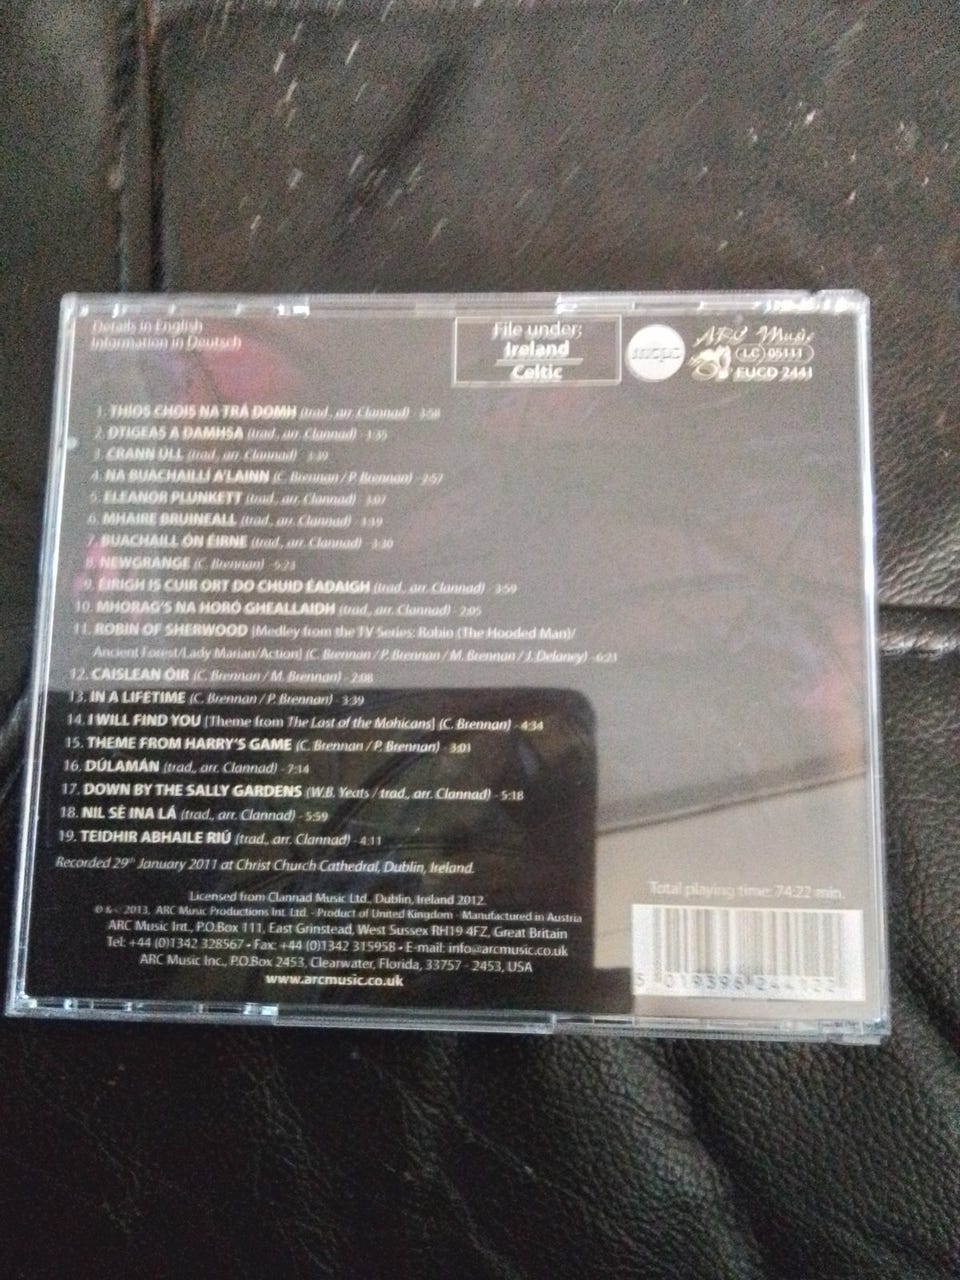 Details in English
Information in Deutsch
File under:
Ireland
Celtic
mcps
ARC Music
LC 05111
EUCD 2441
1. THÍOS CHOIS NA TRÁ DOMH (trad., arr. Clannad) - 3:58
2. DTIGEAS A DAMHSA (trad., arr. Clannad) - 1:35
3. CRANN ÚLL (trad., arr. Clannad) - 3:39
4. NA BUACHAILLÍ A'LAINN (C. Brennan / P. Brennan) - 2:57
5. ELEANOR PLUNKETT (trad., arr. Clannad) - 3:07
6. MHAIRE BRUINEALL (trad., arr. Clannad) - 1:19
7. BUACHAILL ÓN ÉIRNE (trad., arr. Clannad) - 3:30
8. NEWGRANGE (C. Brennan) - 5:23
9. ÉIRIGH IS CUIR ORT DO CHUID ÉADAIGH (trad., arr. Clannad) - 3:59
10. MHORAG'S NA HORÓ GHEALLAIDH (trad., arr. Clannad) - 2:05
11. ROBIN OF SHERWOOD [Medley from the TV Series: Robin (The Hooded Man)/
Ancient Forest/Lady Marian/Action] (C. Brennan / P. Brennan / M. Brennan / J. Delaney) - 6:21
12. CAISLEAN ÓIR (C. Brennan / M. Brennan) - 2:08
13. IN A LIFETIME (C. Brennan / P. Brennan) - 3:39
14. I WILL FIND YOU [Theme from The Last of the Mohicans] (C. Brennan) - 4:34
15. THEME FROM HARRY'S GAME (C. Brennan / P. Brennan) - 3:01
16. DÚLAMÁN (trad., arr. Clannad) - 7:14
17. DOWN BY THE SALLY GARDENS (W.B. Yeats / trad., arr. Clannad) - 5:18
18. NIL SÈ INA LÁ (trad., arr. Clannad) - 5:59
19. TEIDHIR ABHAILE RIÚ (trad., arr. Clannad) - 4:11
Recorded 29th January 2011 at Christ Church Cathedral, Dublin, Ireland.
Licensed from Clannad Music Ltd., Dublin, Ireland 2012.
℗ & © 2013, ARC Music Productions Int. Ltd. - Product of United Kingdom - Manufactured in Austria
ARC Music Int., P.O.Box 111, East Grinstead, West Sussex RH19 4FZ, Great Britain
Tel: +44 (0)1342 328567 • Fax: +44 (0)1342 315958 • E-mail: info@arcmusic.co.uk
ARC Music Inc., P.O.Box 2453, Clearwater, Florida, 33757 - 2453, USA
www.arcmusic.co.uk
Total playing time: 74:22 min.
5 019396 244122